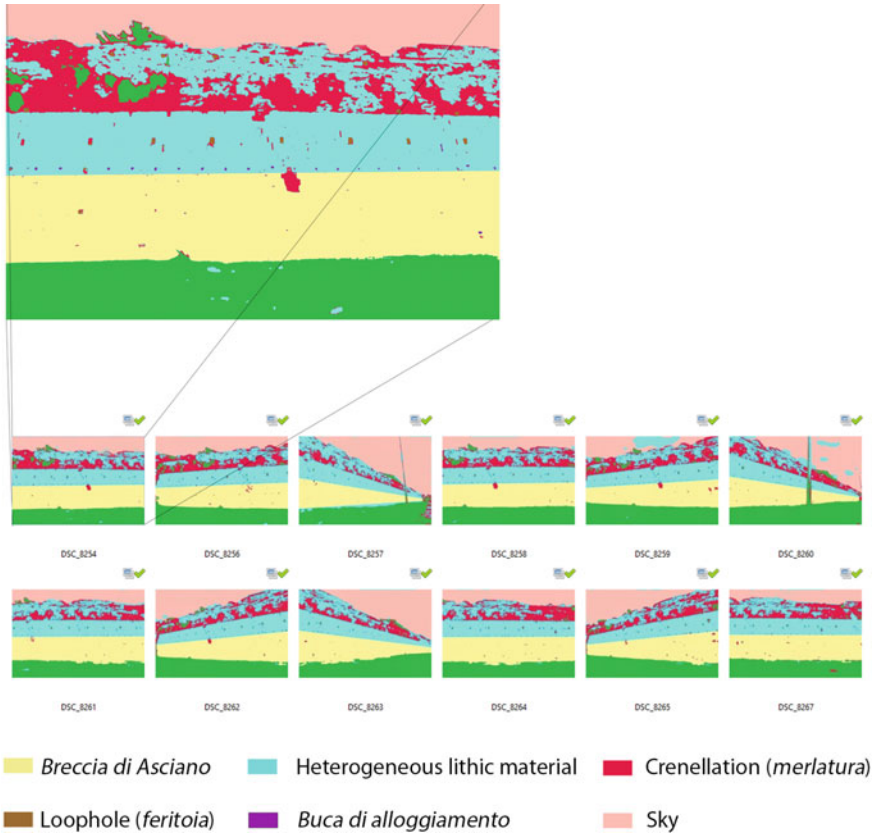 DSC_8254 DSC_8256 DSC_8257 DSC_8258 DSC_8259 DSC_8260
DSC_8261 DSC_8262 DSC_8263 DSC_8264 DSC_8265 DSC_8267
Breccia di Asciano Heterogeneous lithic material Crenellation (merlatura)
Loophole (feritoia) Buca di alloggiamento Sky